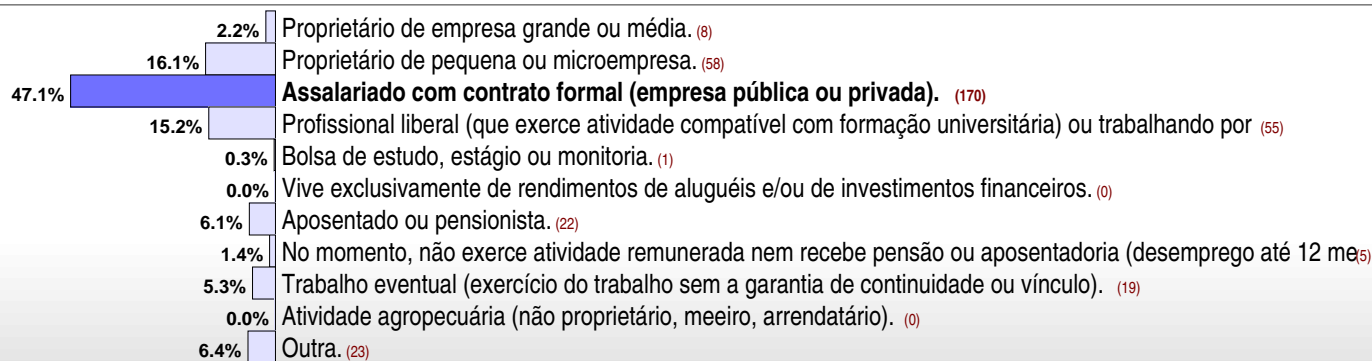 2.2% Proprietário de empresa grande ou média. (8)
16.1% Proprietário de pequena ou microempresa. (58)
47.1% Assalariado com contrato formal (empresa pública ou privada). (170)
15.2% Profissional liberal (que exerce atividade compatível com formação universitária) ou trabalhando por (55)
0.3% Bolsa de estudo, estágio ou monitoria. (1)
0.0% Vive exclusivamente de rendimentos de aluguéis e/ou de investimentos financeiros. (0)
6.1% Aposentado ou pensionista. (22)
1.4% No momento, não exerce atividade remunerada nem recebe pensão ou aposentadoria (desemprego até 12 me(5)
5.3% Trabalho eventual (exercício do trabalho sem a garantia de continuidade ou vínculo). (19)
0.0% Atividade agropecuária (não proprietário, meeiro, arrendatário). (0)
6.4% Outra. (23)